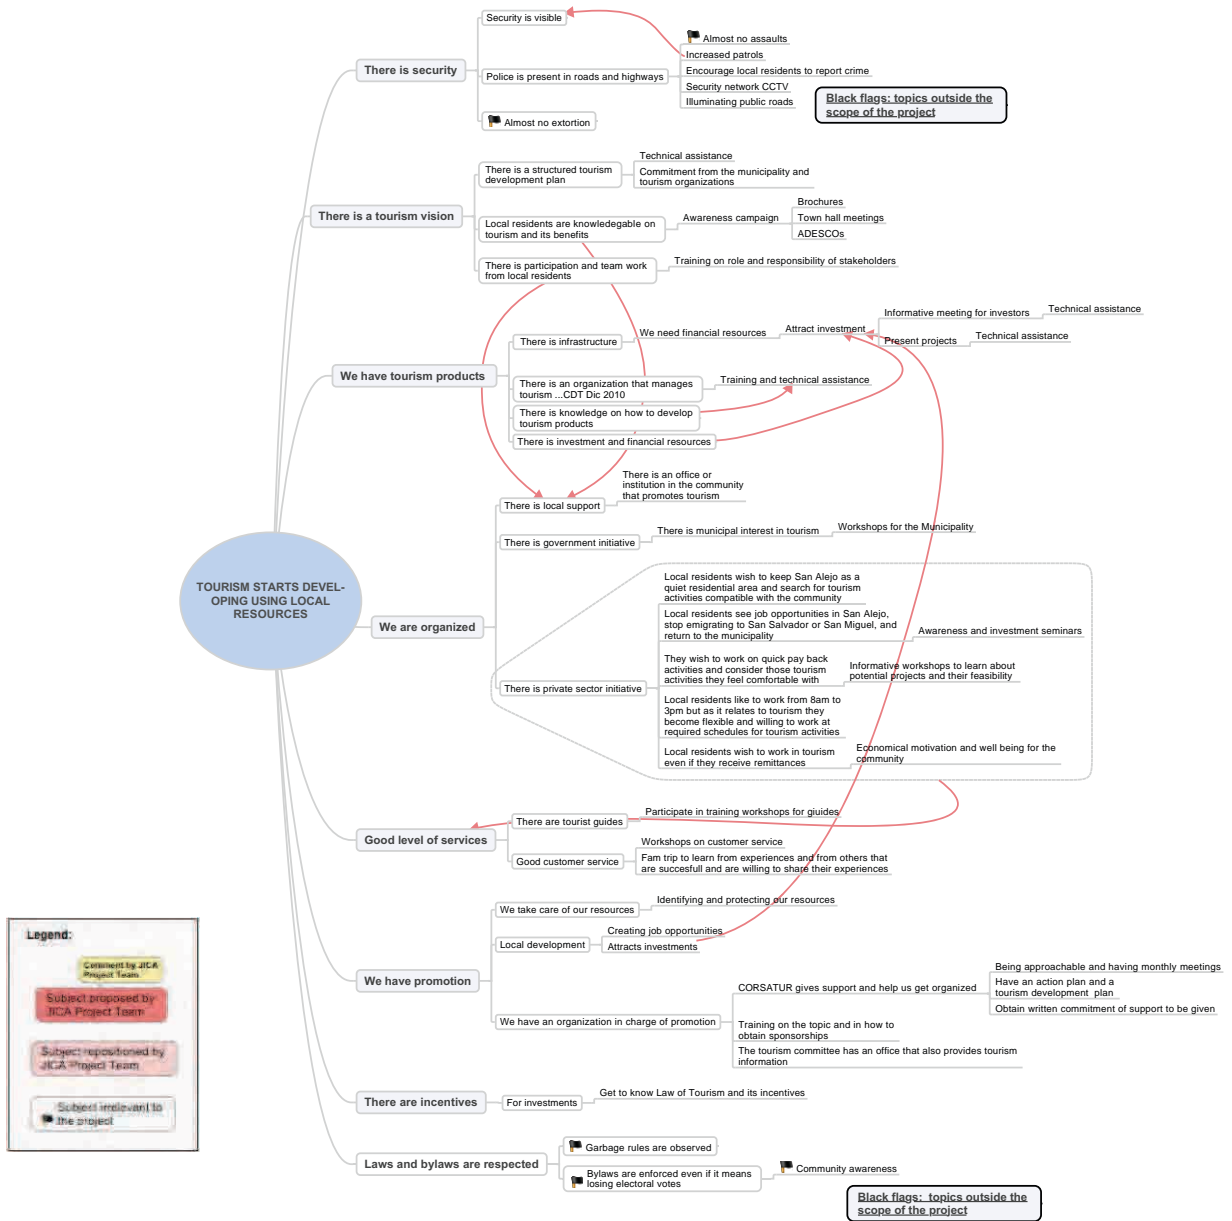 Security is visible
Almost no assaults
Increased patrols
There is security
Police is present in roads and highways
Encourage local residents to report crime
Security network CCTV
Illuminating public roads
Black flags: topics outside the
scope of the project
Almost no extortion
There is a structured tourism
development plan
Technical assistance
Commitment from the municipality and
tourism organizations
There is a tourism vision
Local residents are knowledegable on
tourism and its benefits
Awareness campaign
Brochures
Town hall meetings
ADESCOs
There is participation and team work
from local residents
Training on role and responsibility of stakeholders
We have tourism products
There is infrastructure
We need financial resources
Attract investment
Informative meeting for investors
Technical assistance
Present projects
Technical assistance
There is an organization that manages
tourism ...CDT Dic 2010
Training and technical assistance
There is knowledge on how to develop
tourism products
There is investment and financial resources
There is local support
There is an office or
institution in the community
that promotes tourism
There is government initiative
There is municipal interest in tourism
Workshops for the Municipality
TOURISM STARTS DEVEL-
OPING USING LOCAL
RESOURCES
We are organized
There is private sector initiative
Local residents wish to keep San Alejo as a
quiet residential area and search for tourism
activities compatible with the community
Local residents see job opportunities in San Alejo,
stop emigrating to San Salvador or San Miguel, and
return to the municipality
Awareness and investment seminars
They wish to work on quick pay back
activities and consider those tourism
activities they feel comfortable with
Informative workshops to learn about
potential projects and their feasibility
Local residents like to work from 8am to
3pm but as it relates to tourism they
become flexible and willing to work at
required schedules for tourism activities
Local residents wish to work in tourism
even if they receive remittances
Economical motivation and well being for the
community
Good level of services
There are tourist guides
Participate in training workshops for giuides
Good customer service
Workshops on customer service
Fam trip to learn from experiences and from others that
are succesfull and are willing to share their experiences
We have promotion
We take care of our resources
Identifying and protecting our resources
Local development
Creating job opportunities
Attracts investments
We have an organization in charge of promotion
CORSATUR gives support and help us get organized
Being approachable and having monthly meetings
Have an action plan and a
tourism development  plan
Obtain written commitment of support to be given
Training on the topic and in how to
obtain sponsorships
The tourism committee has an office that also provides tourism
information
There are incentives
For investments
Get to know Law of Tourism and its incentives
Laws and bylaws are respected
Garbage rules are observed
Bylaws are enforced even if it means
losing electoral votes
Community awareness
Black flags:  topics outside the
scope of the project
Legend:
Comment by JICA
Project Team
Subject proposed by
JICA Project Team
Subject repositioned by
JICA Project Team
Subject irrelevant to
the project